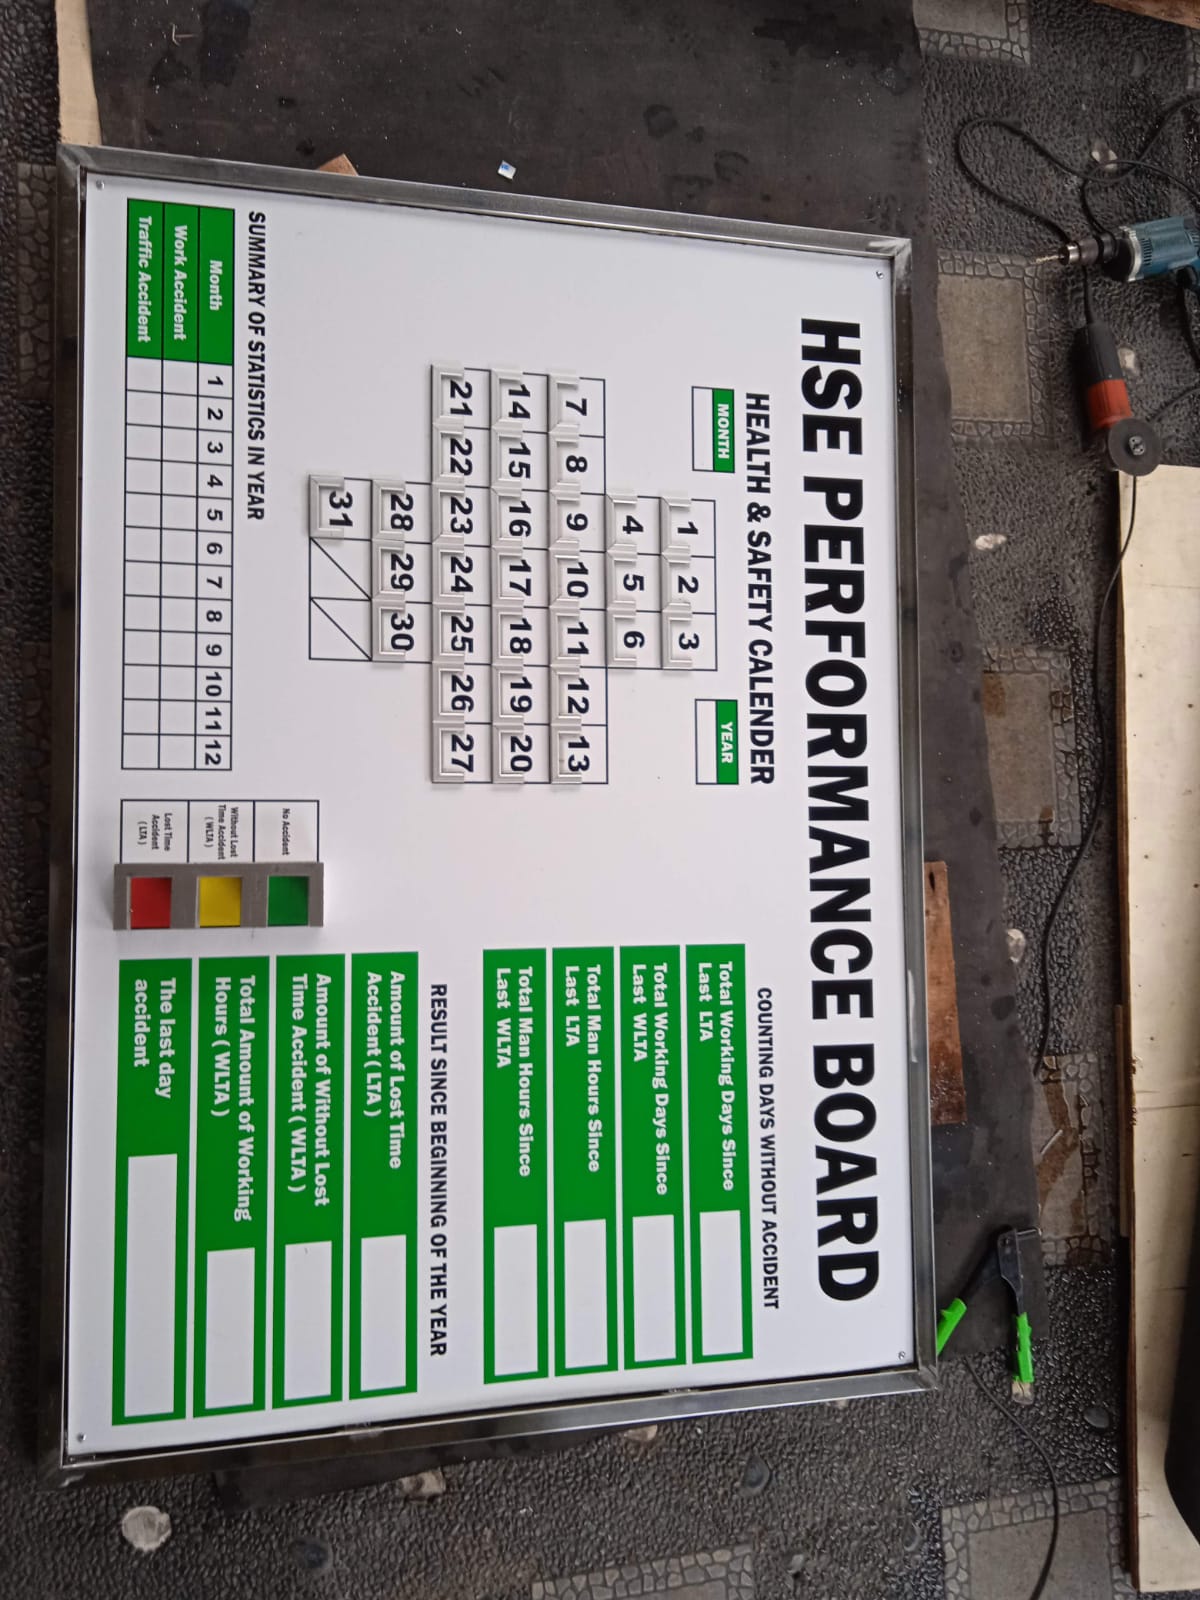 HSE PERFORMANCE BOARD
HEALTH & SAFETY CALENDER
MONTH
YEAR
1 2 3
4 5 6
7 8 9 10 11 12 13
14 15 16 17 18 19 20
21 22 23 24 25 26 27
28 29 30
31
SUMMARY OF STATISTICS IN YEAR
Month 1 2 3 4 5 6 7 8 9 10 11 12
Work Accident
Traffic Accident
No Accident
Without Lost
Time Accident
( WLTA )
Lost Time
Accident
( LTA )
COUNTING DAYS WITHOUT ACCIDENT
Total Working Days Since
Last LTA
Total Working Days Since
Last WLTA
Total Man Hours Since
Last LTA
Total Man Hours Since
Last WLTA
RESULT SINCE BEGINNING OF THE YEAR
Amount of Lost Time
Accident ( LTA )
Amount of Without Lost
Time Accident ( WLTA )
Total Amount of Working
Hours ( WLTA )
The last day
accident